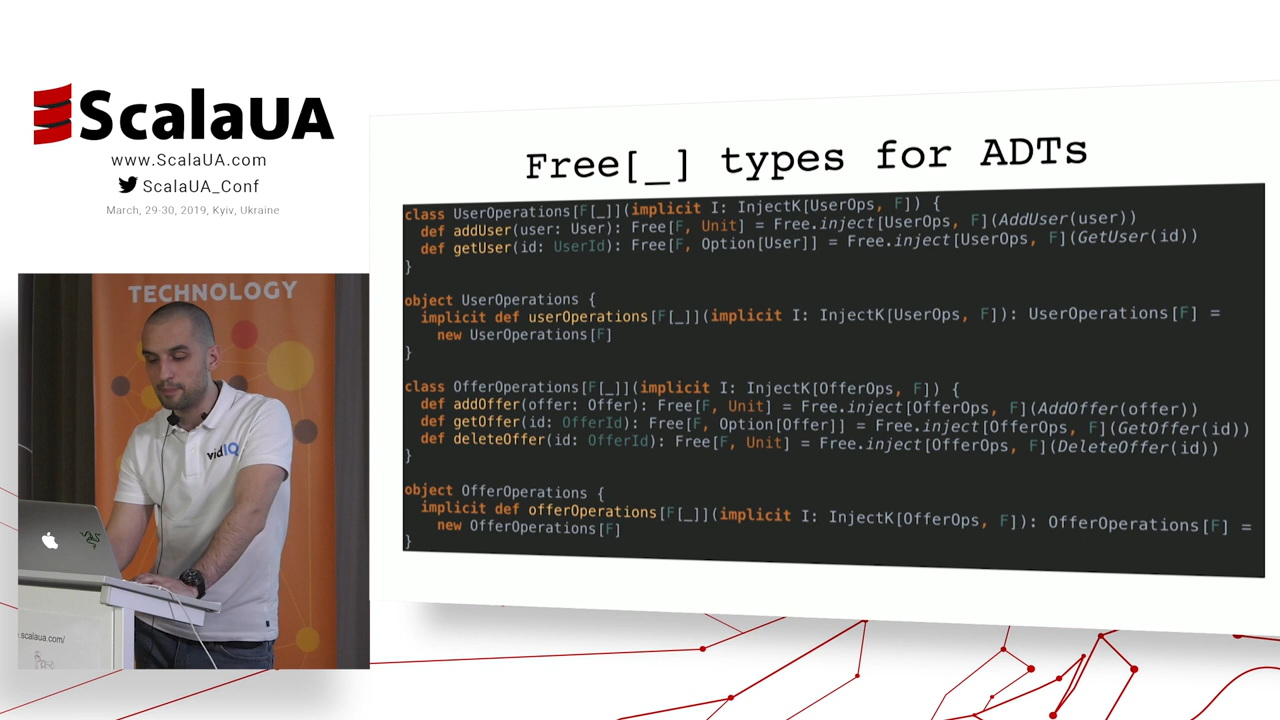 ScalaUA
www.ScalaUA.com
ScalaUA_Conf
March, 29-30, 2019, Kyiv, Ukraine
TECHNOLOGY
vidIQ
.scalaua.com/
Free[_] types for ADTs
class UserOperations[F[_]](implicit I: InjectK[UserOps, F]) {
def addUser(user: User): Free[F, Unit] = Free.inject[UserOps, F](AddUser(user))
def getUser(id: UserId): Free[F, Option[User]] = Free.inject[UserOps, F](GetUser(id))
}
object UserOperations {
implicit def userOperations[F[_]](implicit I: InjectK[UserOps, F]): UserOperations[F] =
new UserOperations[F]
}
class OfferOperations[F[_]](implicit I: InjectK[OfferOps, F]) {
def addOffer(offer: Offer): Free[F, Unit] = Free.inject[OfferOps, F](AddOffer(offer))
def getOffer(id: OfferId): Free[F, Option[Offer]] = Free.inject[OfferOps, F](GetOffer(id))
def deleteOffer(id: OfferId): Free[F, Unit] = Free.inject[OfferOps, F](DeleteOffer(id))
}
object OfferOperations {
implicit def offerOperations[F[_]](implicit I: InjectK[OfferOps, F]): OfferOperations[F] =
new OfferOperations[F]
}